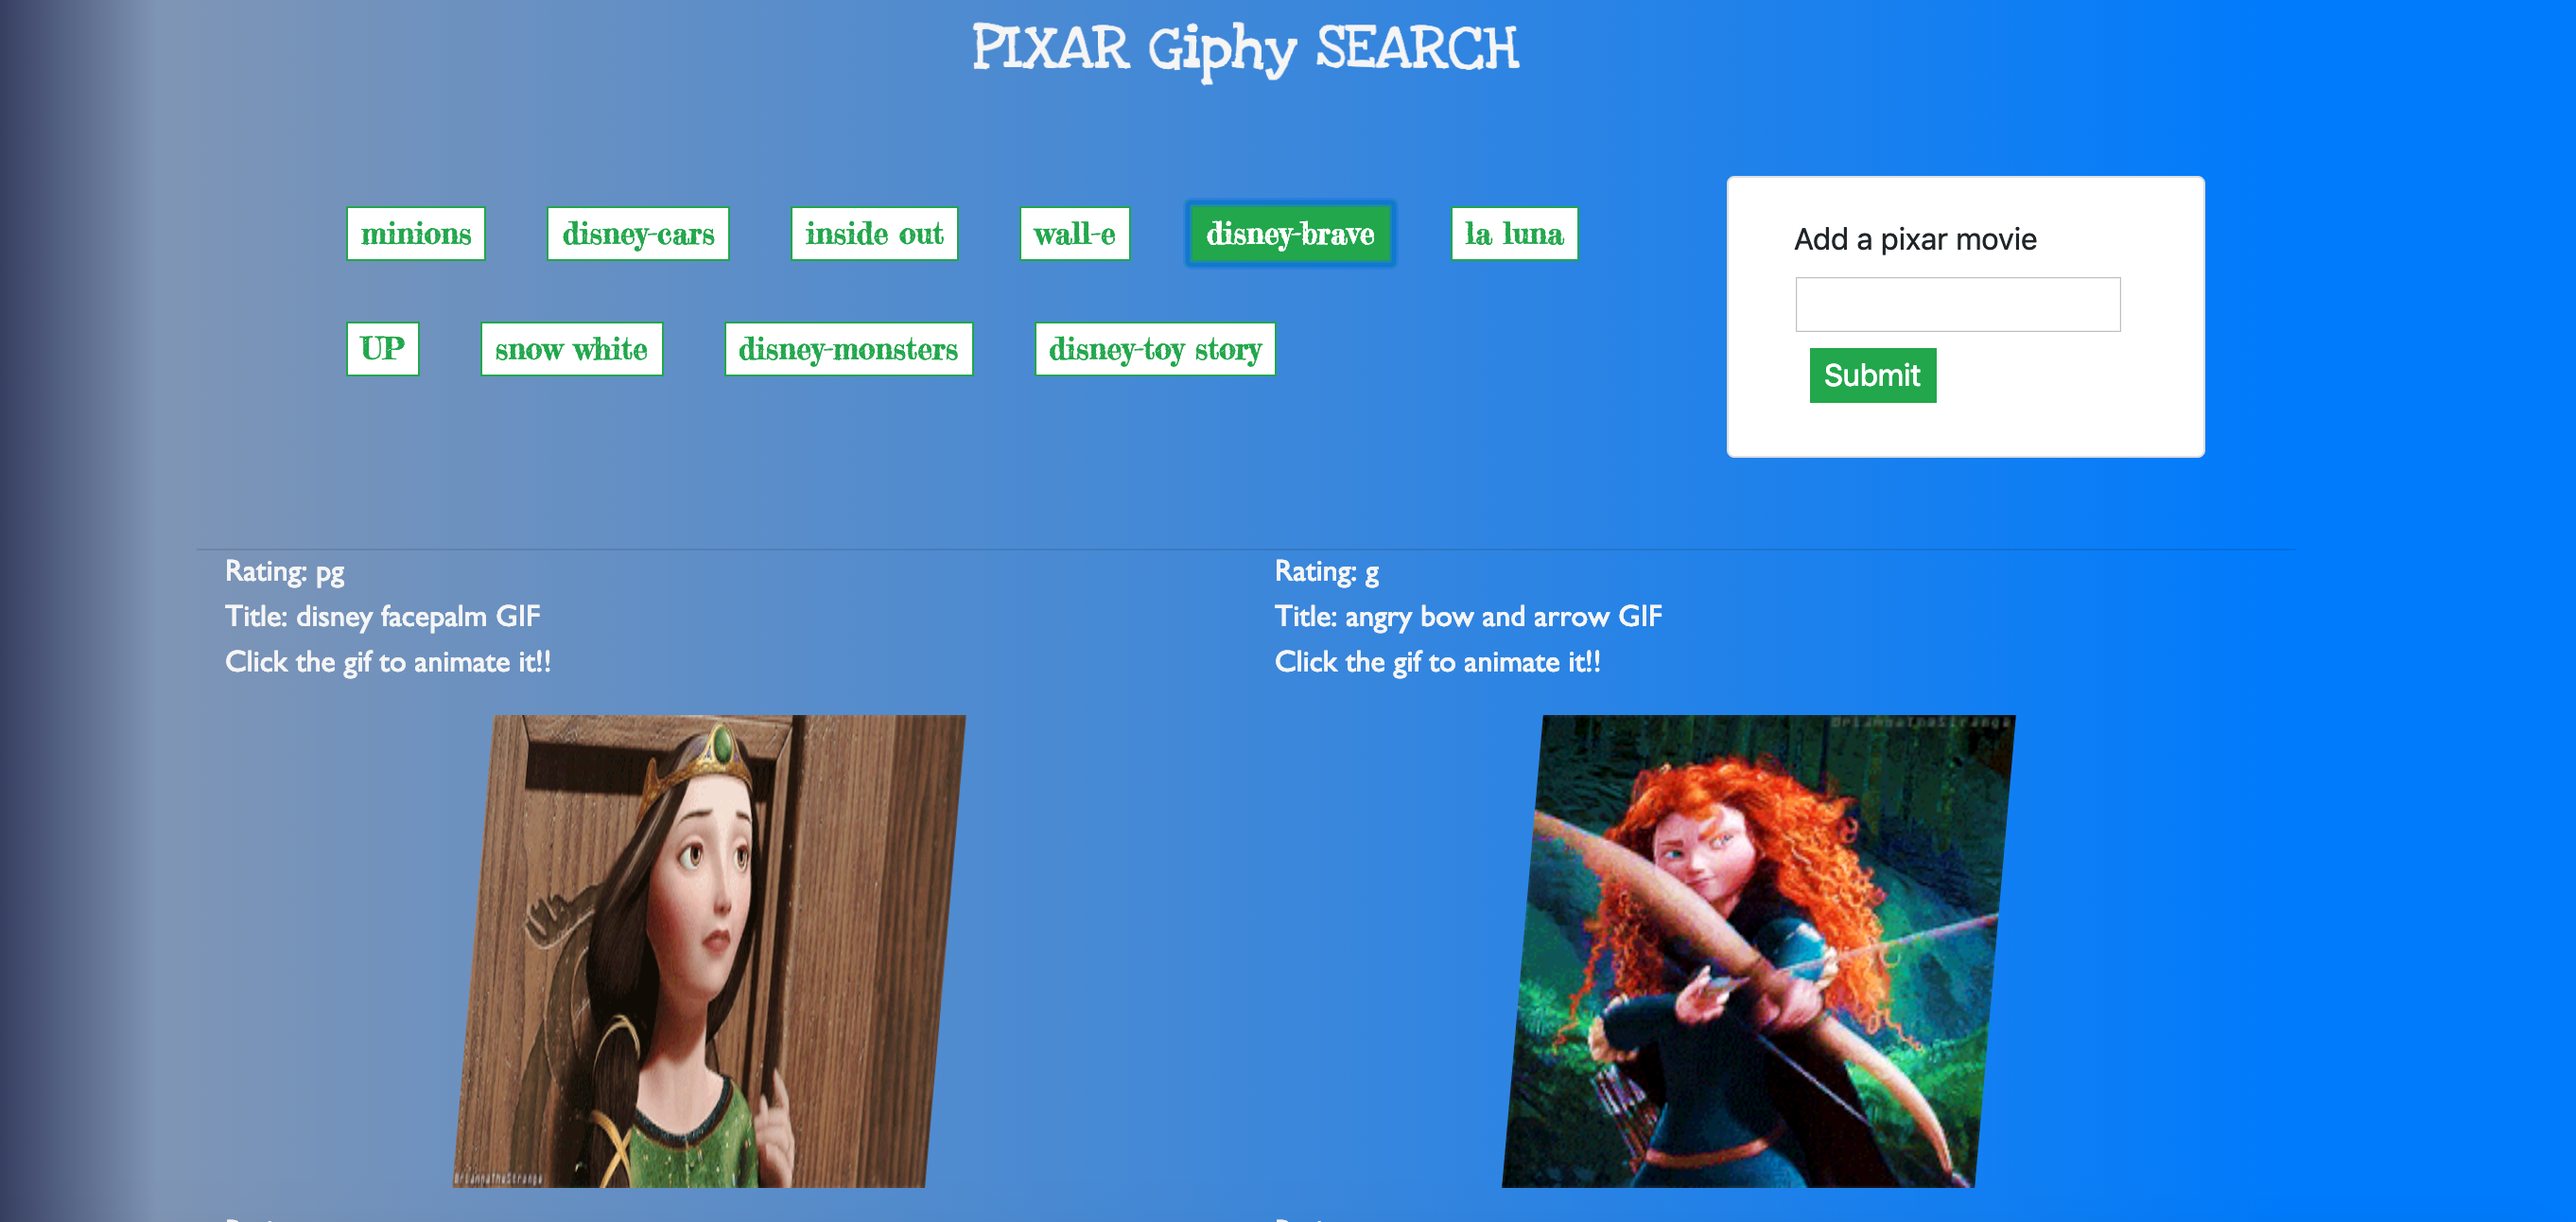 PIXAR Giphy SEARCH
minions disney-cars inside out wall-e disney-brave la luna
UP snow white disney-monsters disney-toy story
Add a pixar movie
Submit
Rating: pg
Title: disney facepalm GIF
Click the gif to animate it!!
Rating: g
Title: angry bow and arrow GIF
Click the gif to animate it!!